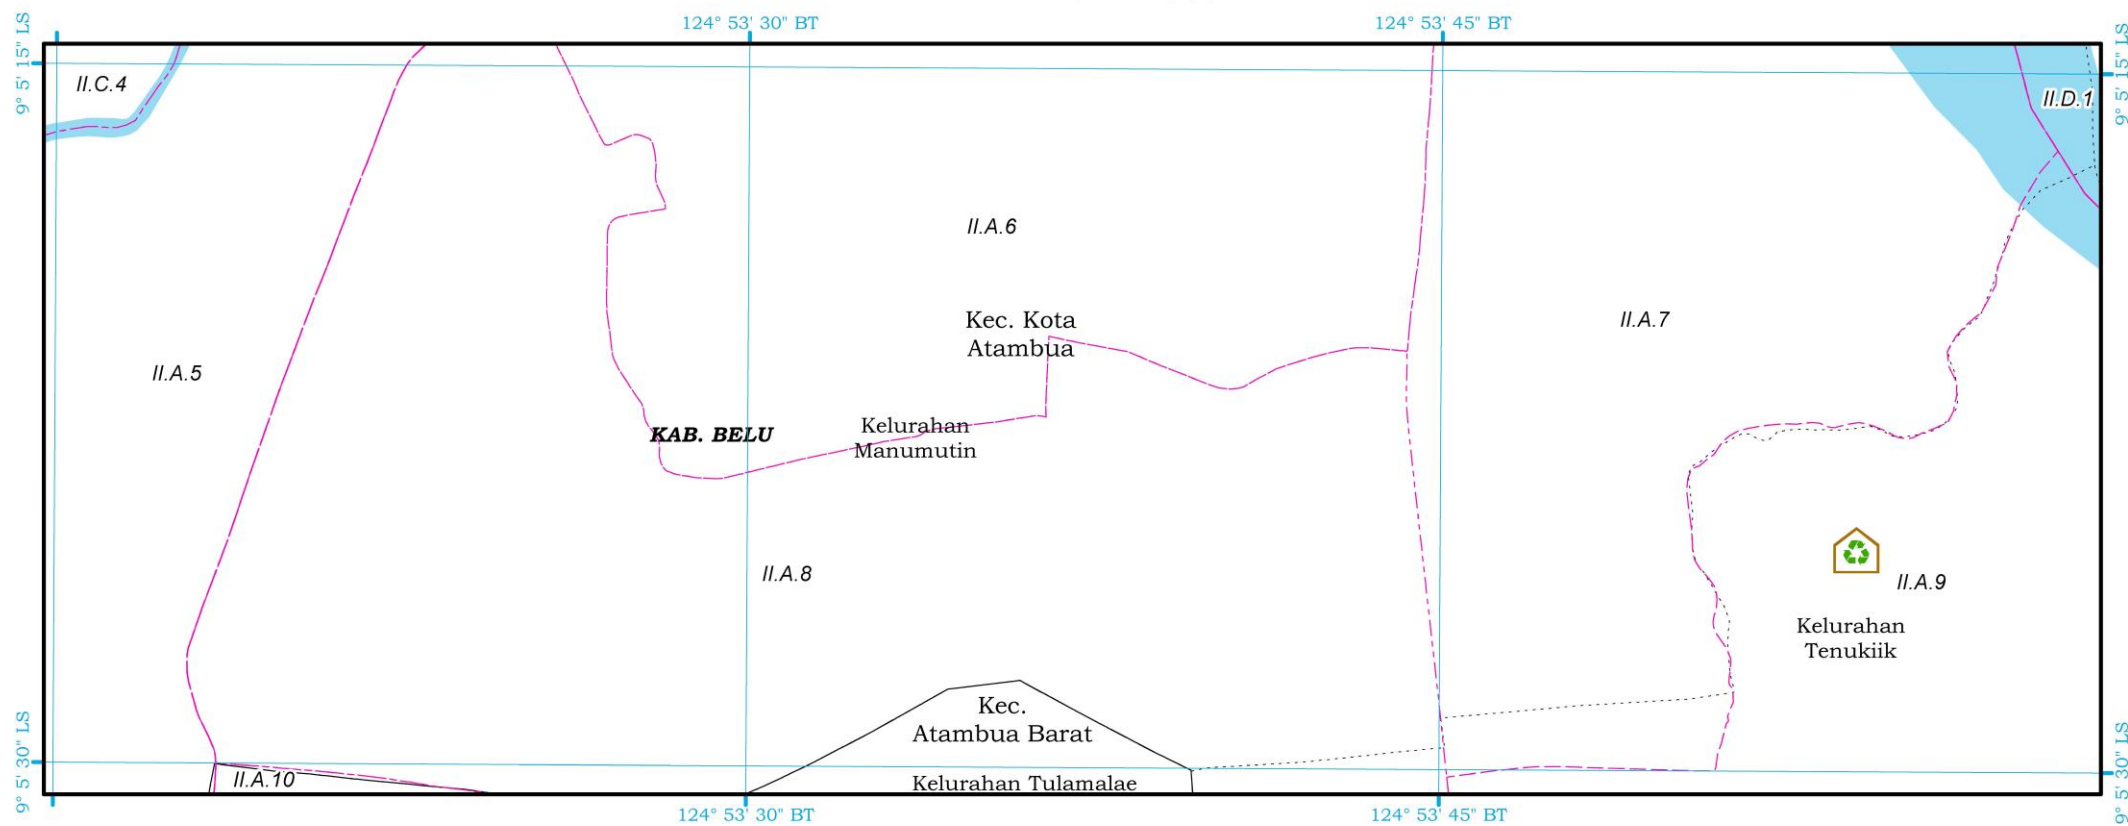 124° 53' 30" BT
124° 53' 45" BT
9° 5' 15" LS
9° 5' 15" LS
II.C.4
II.D.1
II.A.6
Kec. Kota
Atambua
II.A.7
II.A.5
KAB. BELU
Kelurahan
Manumutin
II.A.8
II.A.9
Kelurahan
Tenukiik
Kec.
Atambua Barat
Kelurahan Tulamalae
II.A.10
9° 5' 30" LS
9° 5' 30" LS
124° 53' 30" BT
124° 53' 45" BT